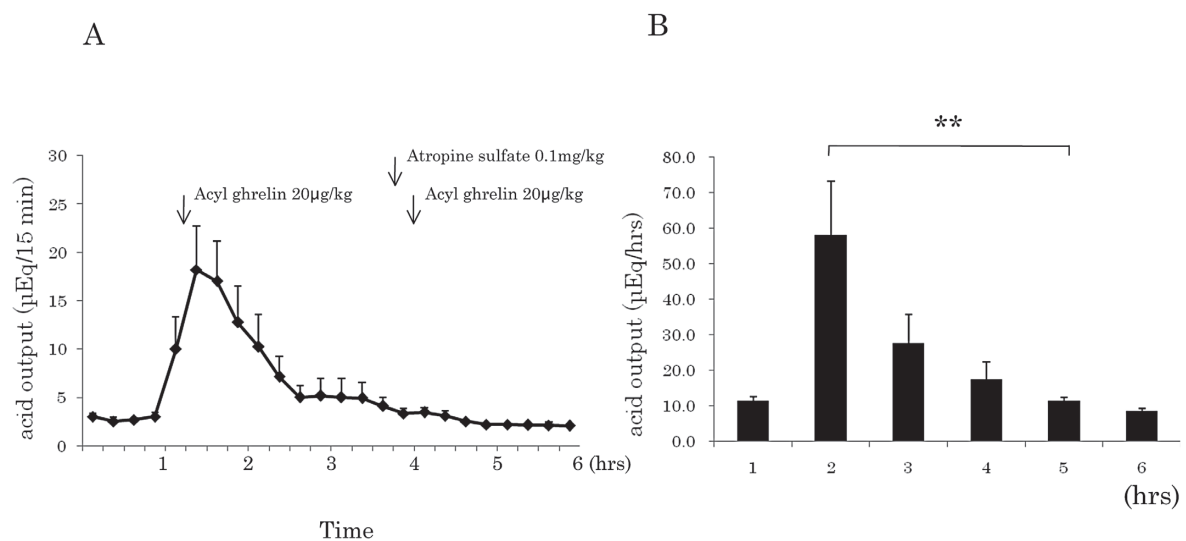 A
acid output (µEq/15 min)
30
25
20
15
10
5
0
Atropine sulfate 0.1mg/kg
Acyl ghrelin 20µg/kg
Acyl ghrelin 20µg/kg
1 2 3 4 5 6 (hrs)
Time
B
**
acid output (µEq/hrs)
80.0
70.0
60.0
50.0
40.0
30.0
20.0
10.0
0.0
1 2 3 4 5 6
(hrs)